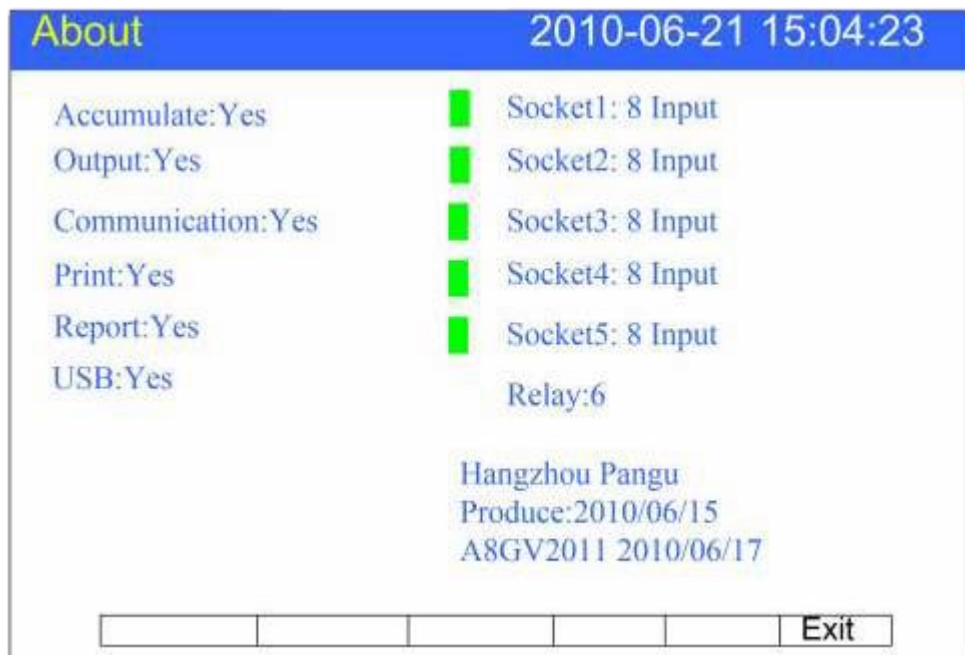 About
2010-06-21 15:04:23
Accumulate:Yes
Output:Yes
Communication:Yes
Print:Yes
Report:Yes
USB:Yes
Socket1: 8 Input
Socket2: 8 Input
Socket3: 8 Input
Socket4: 8 Input
Socket5: 8 Input
Relay:6
Hangzhou Pangu
Produce:2010/06/15
A8GV2011 2010/06/17
Exit